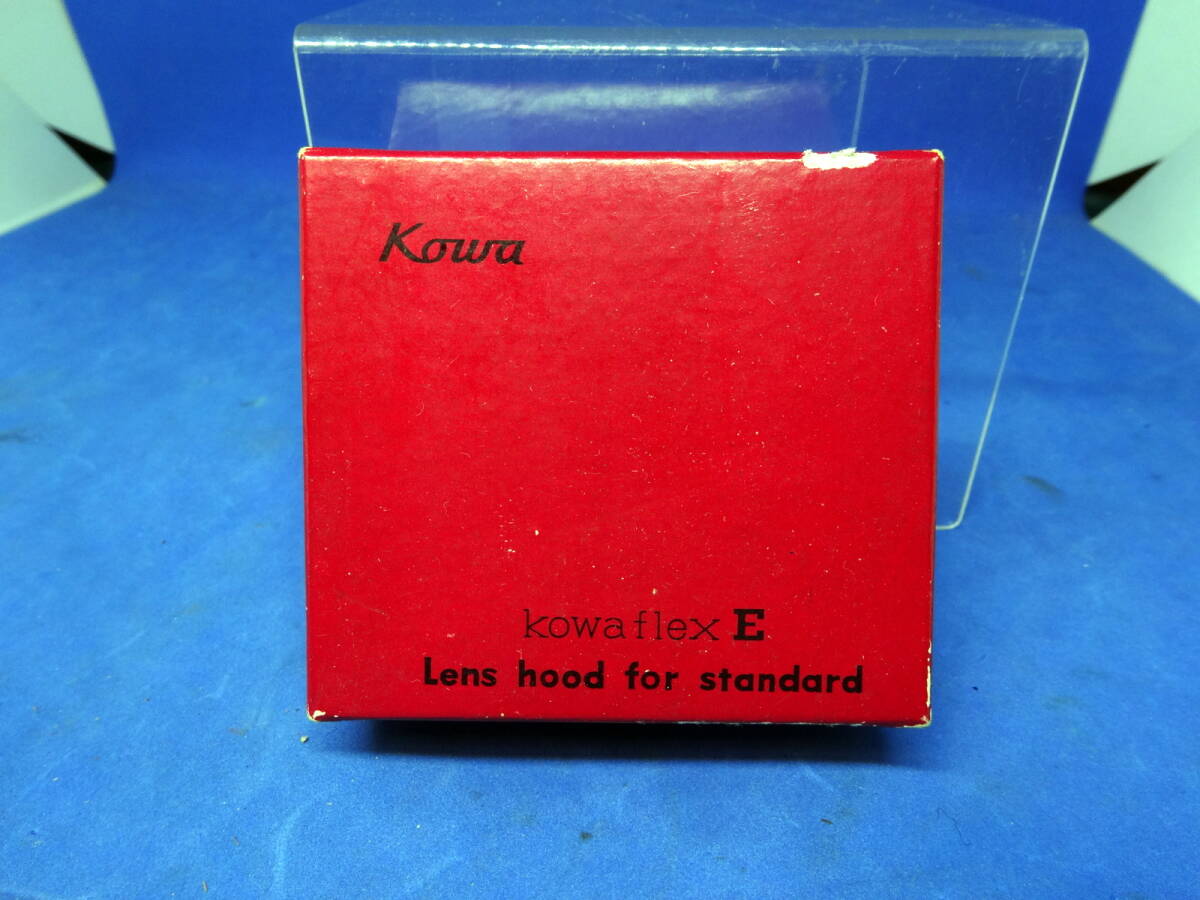 Kowa
kowaflex E
Lens hood for standard